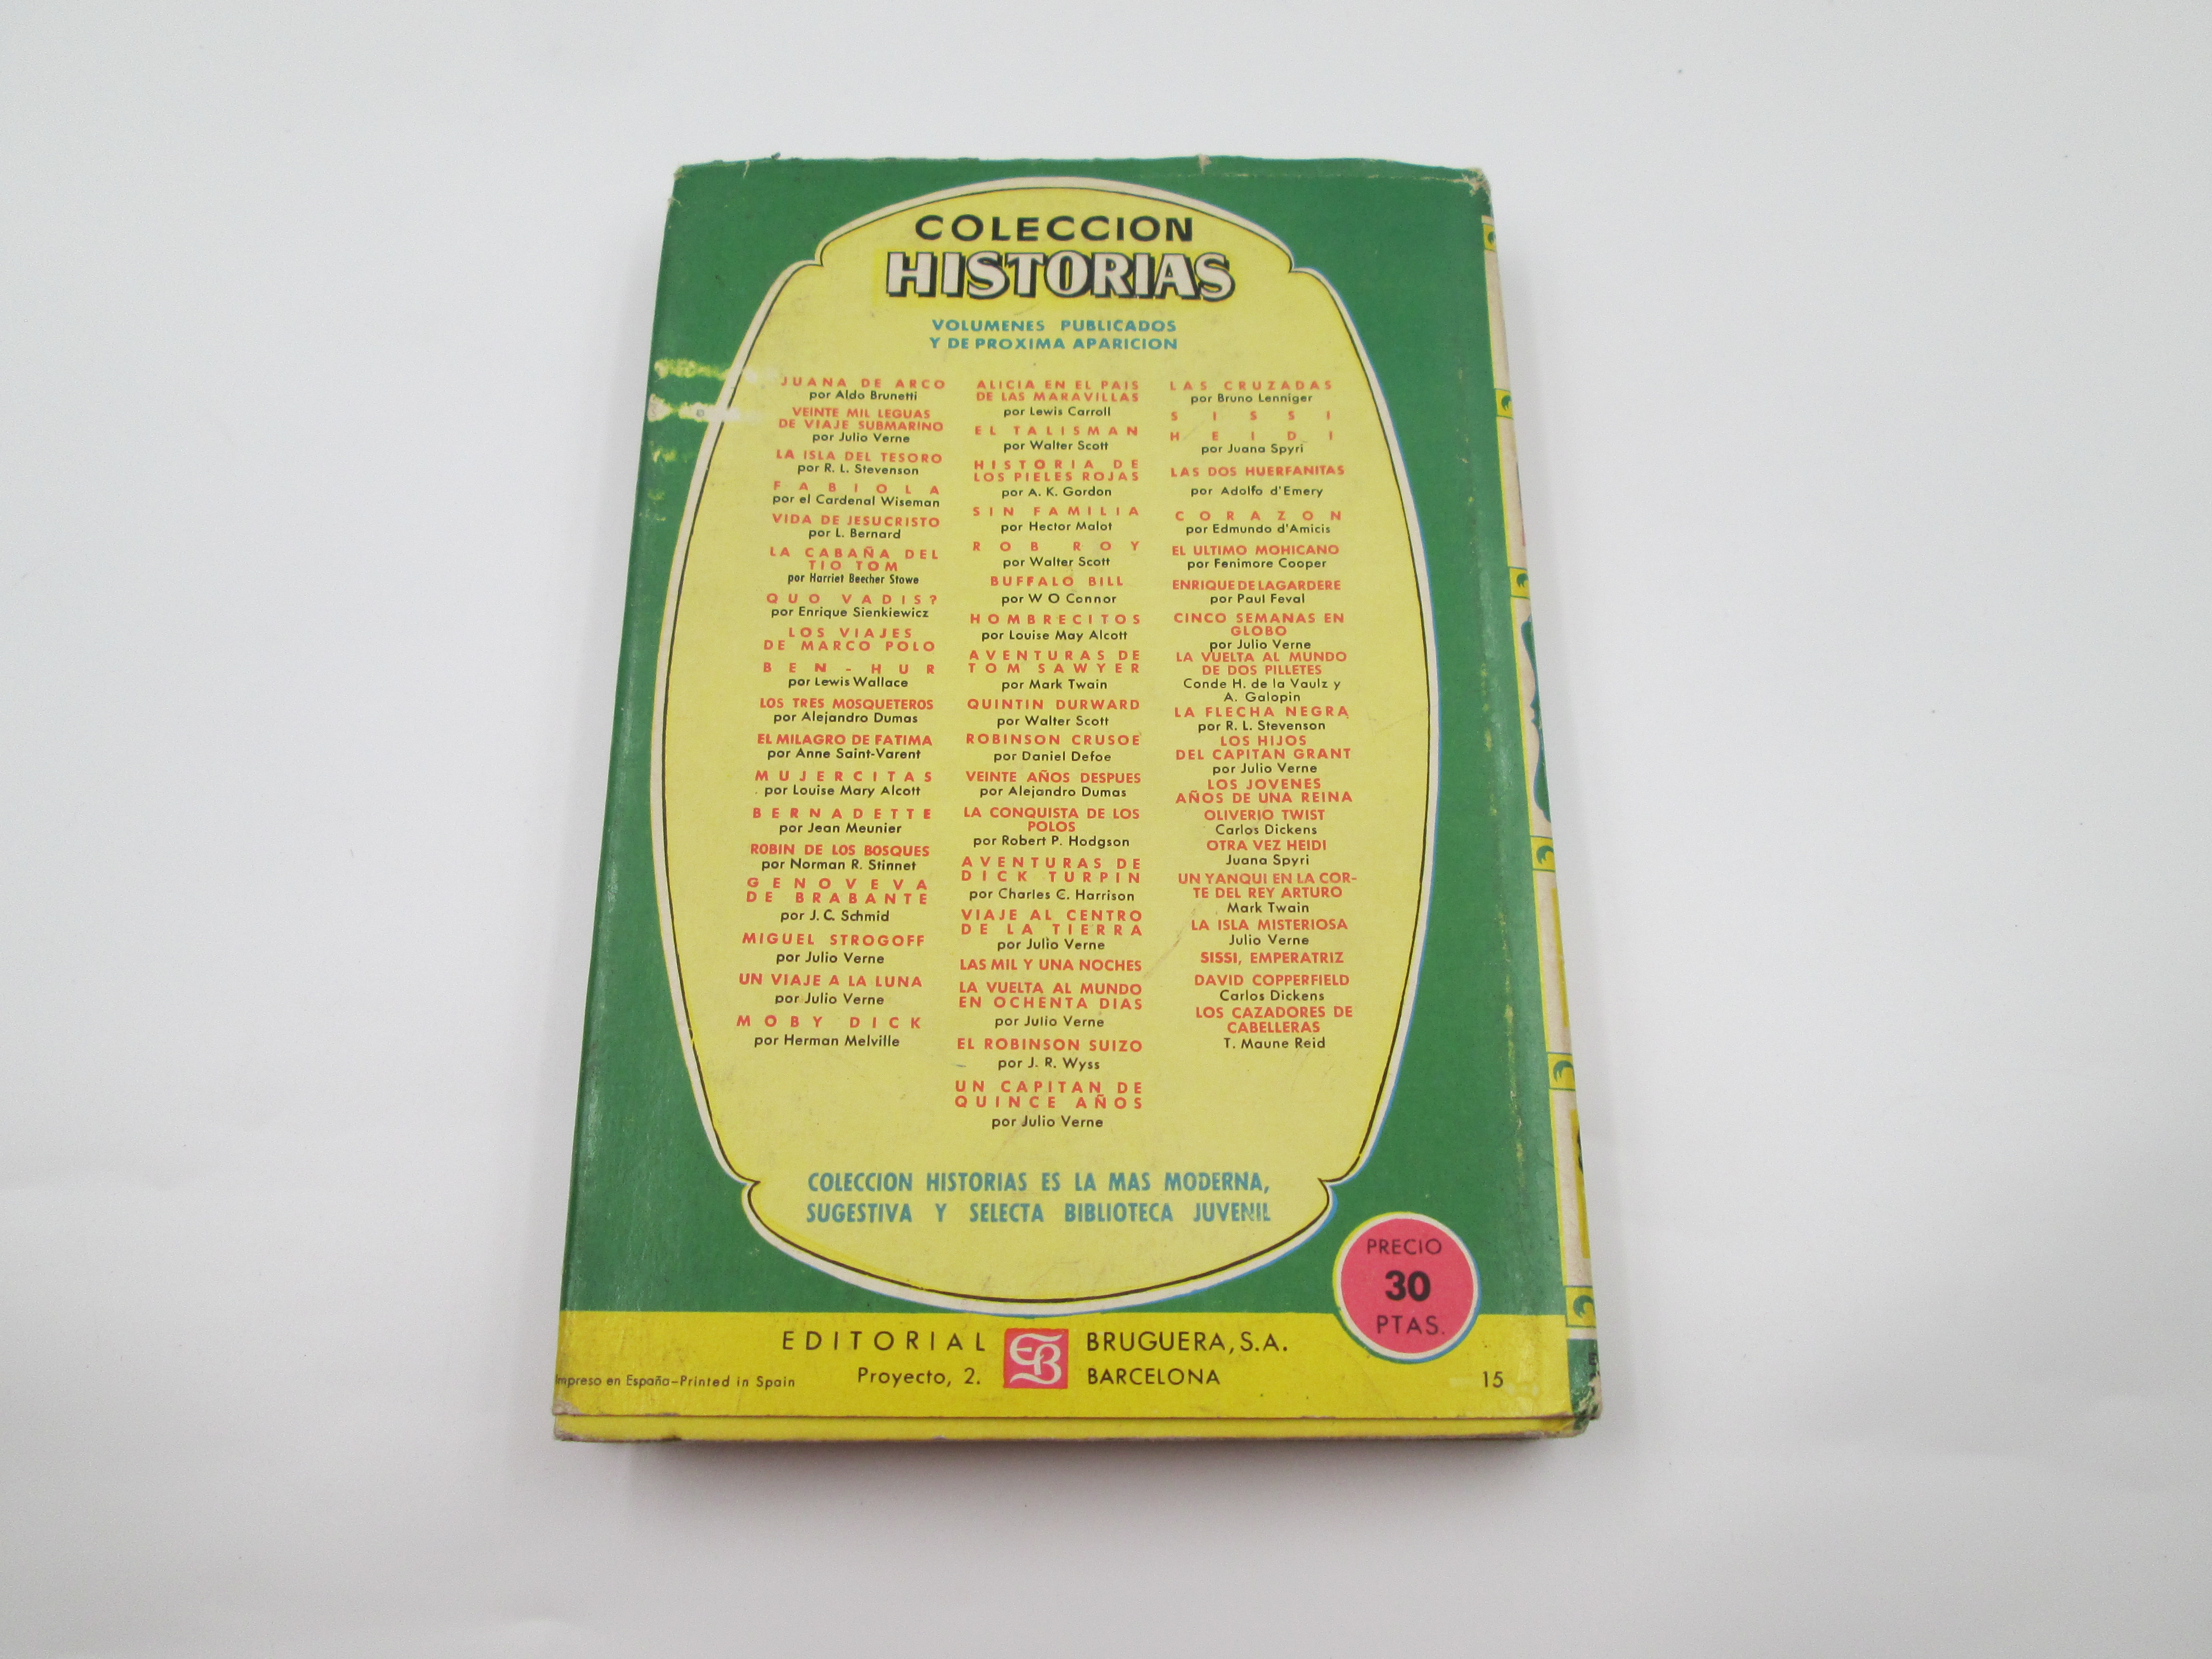 COLECCION
HISTORIAS
VOLUMENES PUBLICADOS
Y DE PROXIMA APARICION
JUANA DE ARCO
por Aldo Brunetti
VEINTE MIL LEGUAS
DE VIAJE SUBMARINO
por Julio Verne
LA ISLA DEL TESORO
por R. L. Stevenson
FABIOLA
por el Cardenal Wiseman
VIDA DE JESUCRISTO
por L. Bernard
LA CABAÑA DEL
TIO TOM
por Harriet Beecher Stowe
QUO VADIS?
por Enrique Sienkiewicz
LOS VIAJES
DE MARCO POLO
BEN-HUR
por Lewis Wallace
LOS TRES MOSQUETEROS
por Alejandro Dumas
EL MILAGRO DE FATIMA
por Anne Saint-Varent
MUJERCITAS
por Louise Mary Alcott
BERNADETTE
por Jean Meunier
ROBIN DE LOS BOSQUES
por Norman R. Stinnet
GENOVEVA
DE BRABANTE
por J. C. Schmid
MIGUEL STROGOFF
por Julio Verne
UN VIAJE A LA LUNA
por Julio Verne
MOBY DICK
por Herman Melville
ALICIA EN EL PAIS
DE LAS MARAVILLAS
por Lewis Carroll
EL TALISMAN
por Walter Scott
HISTORIA DE
LOS PIELES ROJAS
por A. K. Gordon
SIN FAMILIA
por Hector Malot
ROB ROY
por Walter Scott
BUFFALO BILL
por W O Connor
HOMBRECITOS
por Louise May Alcott
AVENTURAS DE
TOM SAWYER
por Mark Twain
QUINTIN DURWARD
por Walter Scott
ROBINSON CRUSOE
por Daniel Defoe
VEINTE AÑOS DESPUES
por Alejandro Dumas
LA CONQUISTA DE LOS
POLOS
por Robert P. Hodgson
AVENTURAS DE
DICK TURPIN
por Charles C. Harrison
VIAJE AL CENTRO
DE LA TIERRA
por Julio Verne
LAS MIL Y UNA NOCHES
LA VUELTA AL MUNDO
EN OCHENTA DIAS
por Julio Verne
EL ROBINSON SUIZO
por J. R. Wyss
UN CAPITAN DE
QUINCE AÑOS
por Julio Verne
LAS CRUZADAS
por Bruno Lenniger
SISSI
HEIDI
por Juana Spyri
LAS DOS HUERFANITAS
por Adolfo d'Emery
CORAZON
por Edmundo d'Amicis
EL ULTIMO MOHICANO
por Fenimore Cooper
ENRIQUE DE LAGARDERE
por Paul Feval
CINCO SEMANAS EN
GLOBO
por Julio Verne
LA VUELTA AL MUNDO
DE DOS PILLETES
Conde H. de la Vaulz y
A. Galopin
LA FLECHA NEGRA
por R. L. Stevenson
LOS HIJOS
DEL CAPITAN GRANT
por Julio Verne
LOS JOVENES
AÑOS DE UNA REINA
OLIVERIO TWIST
Carlos Dickens
OTRA VEZ HEIDI
Juana Spyri
UN YANQUI EN LA COR-
TE DEL REY ARTURO
Mark Twain
LA ISLA MISTERIOSA
Julio Verne
SISSI, EMPERATRIZ
DAVID COPPERFIELD
Carlos Dickens
LOS CAZADORES DE
CABELLERAS
T. Maune Reid
COLECCION HISTORIAS ES LA MAS MODERNA,
SUGESTIVA Y SELECTA BIBLIOTECA JUVENIL
PRECIO
30
PTAS.
EDITORIAL EB BRUGUERA, S.A.
Proyecto, 2. BARCELONA
Impreso en España-Printed in Spain
15